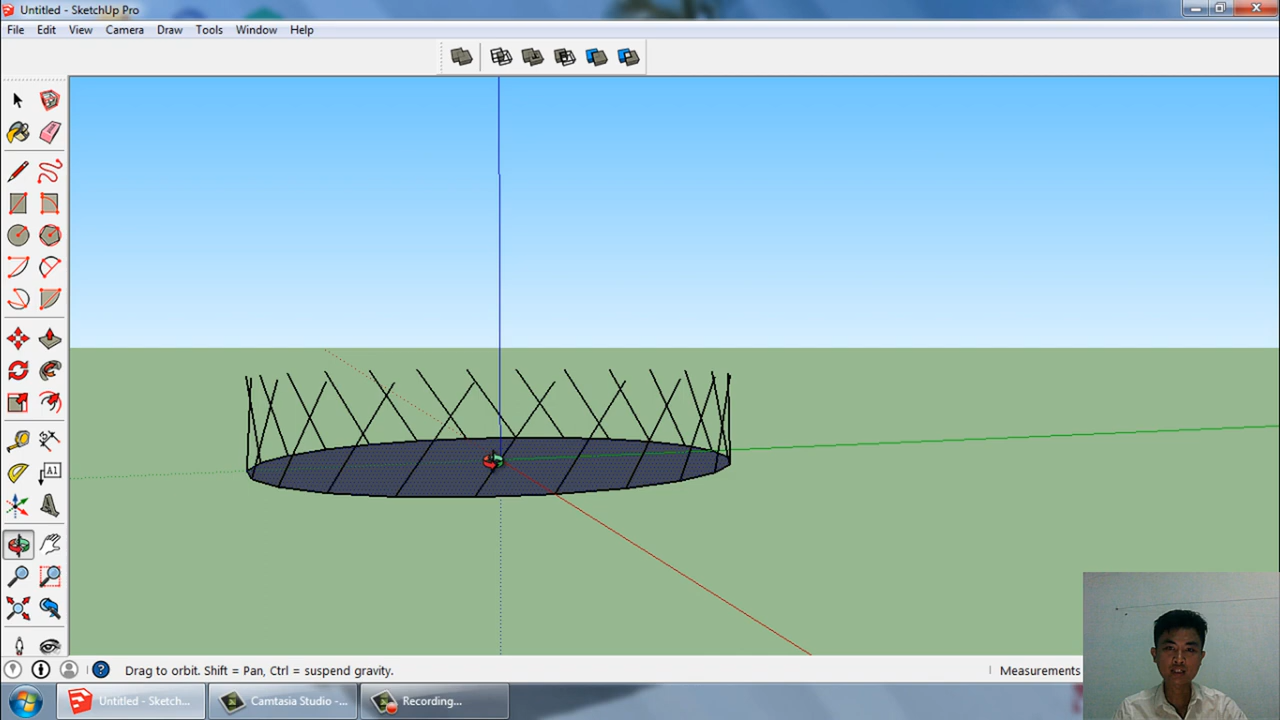 Untitled - SketchUp Pro
File Edit View Camera Draw Tools Window Help
A1
Drag to orbit. Shift = Pan, Ctrl = suspend gravity.
Measurements
Untitled - Sketch... Camtasia Studio -... Recording...